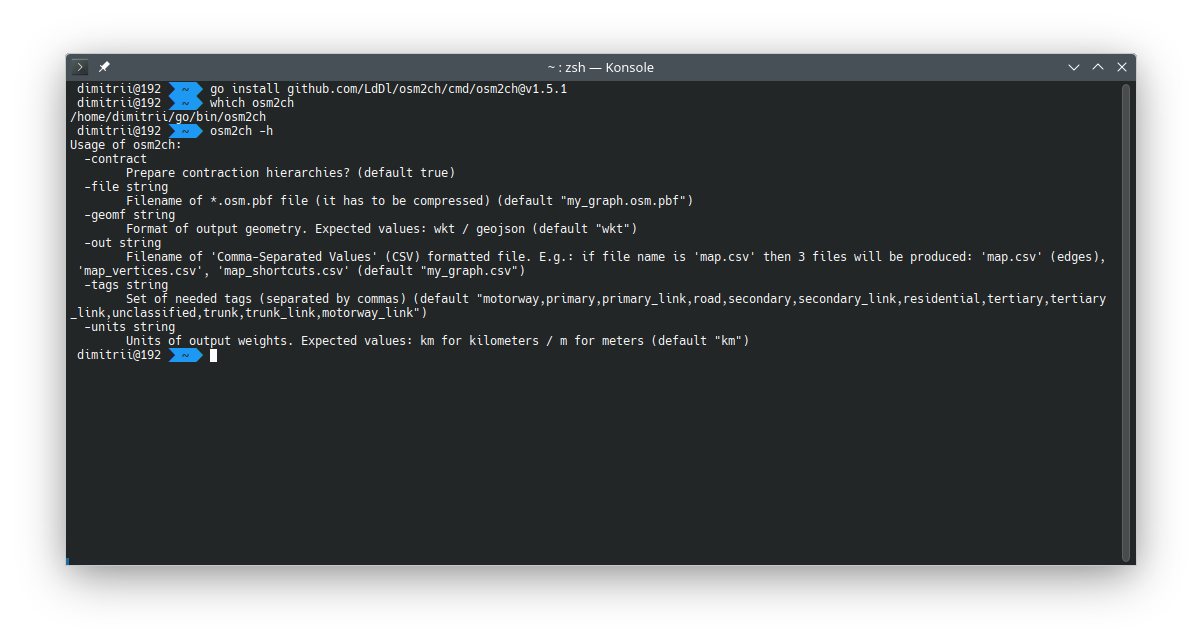 ~ : zsh — Konsole
dimitrii@192 ~ go install github.com/LdDl/osm2ch/cmd/osm2ch@v1.5.1
dimitrii@192 ~ which osm2ch
/home/dimitrii/go/bin/osm2ch
dimitrii@192 ~ osm2ch -h
Usage of osm2ch:
-contract
Prepare contraction hierarchies? (default true)
-file string
Filename of *.osm.pbf file (it has to be compressed) (default "my_graph.osm.pbf")
-geomf string
Format of output geometry. Expected values: wkt / geojson (default "wkt")
-out string
Filename of 'Comma-Separated Values' (CSV) formatted file. E.g.: if file name is 'map.csv' then 3 files will be produced: 'map.csv' (edges),
'map_vertices.csv', 'map_shortcuts.csv' (default "my_graph.csv")
-tags string
Set of needed tags (separated by commas) (default "motorway,primary,primary_link,road,secondary,secondary_link,residential,tertiary,tertiary
_link,unclassified,trunk,trunk_link,motorway_link")
-units string
Units of output weights. Expected values: km for kilometers / m for meters (default "km")
dimitrii@192 ~